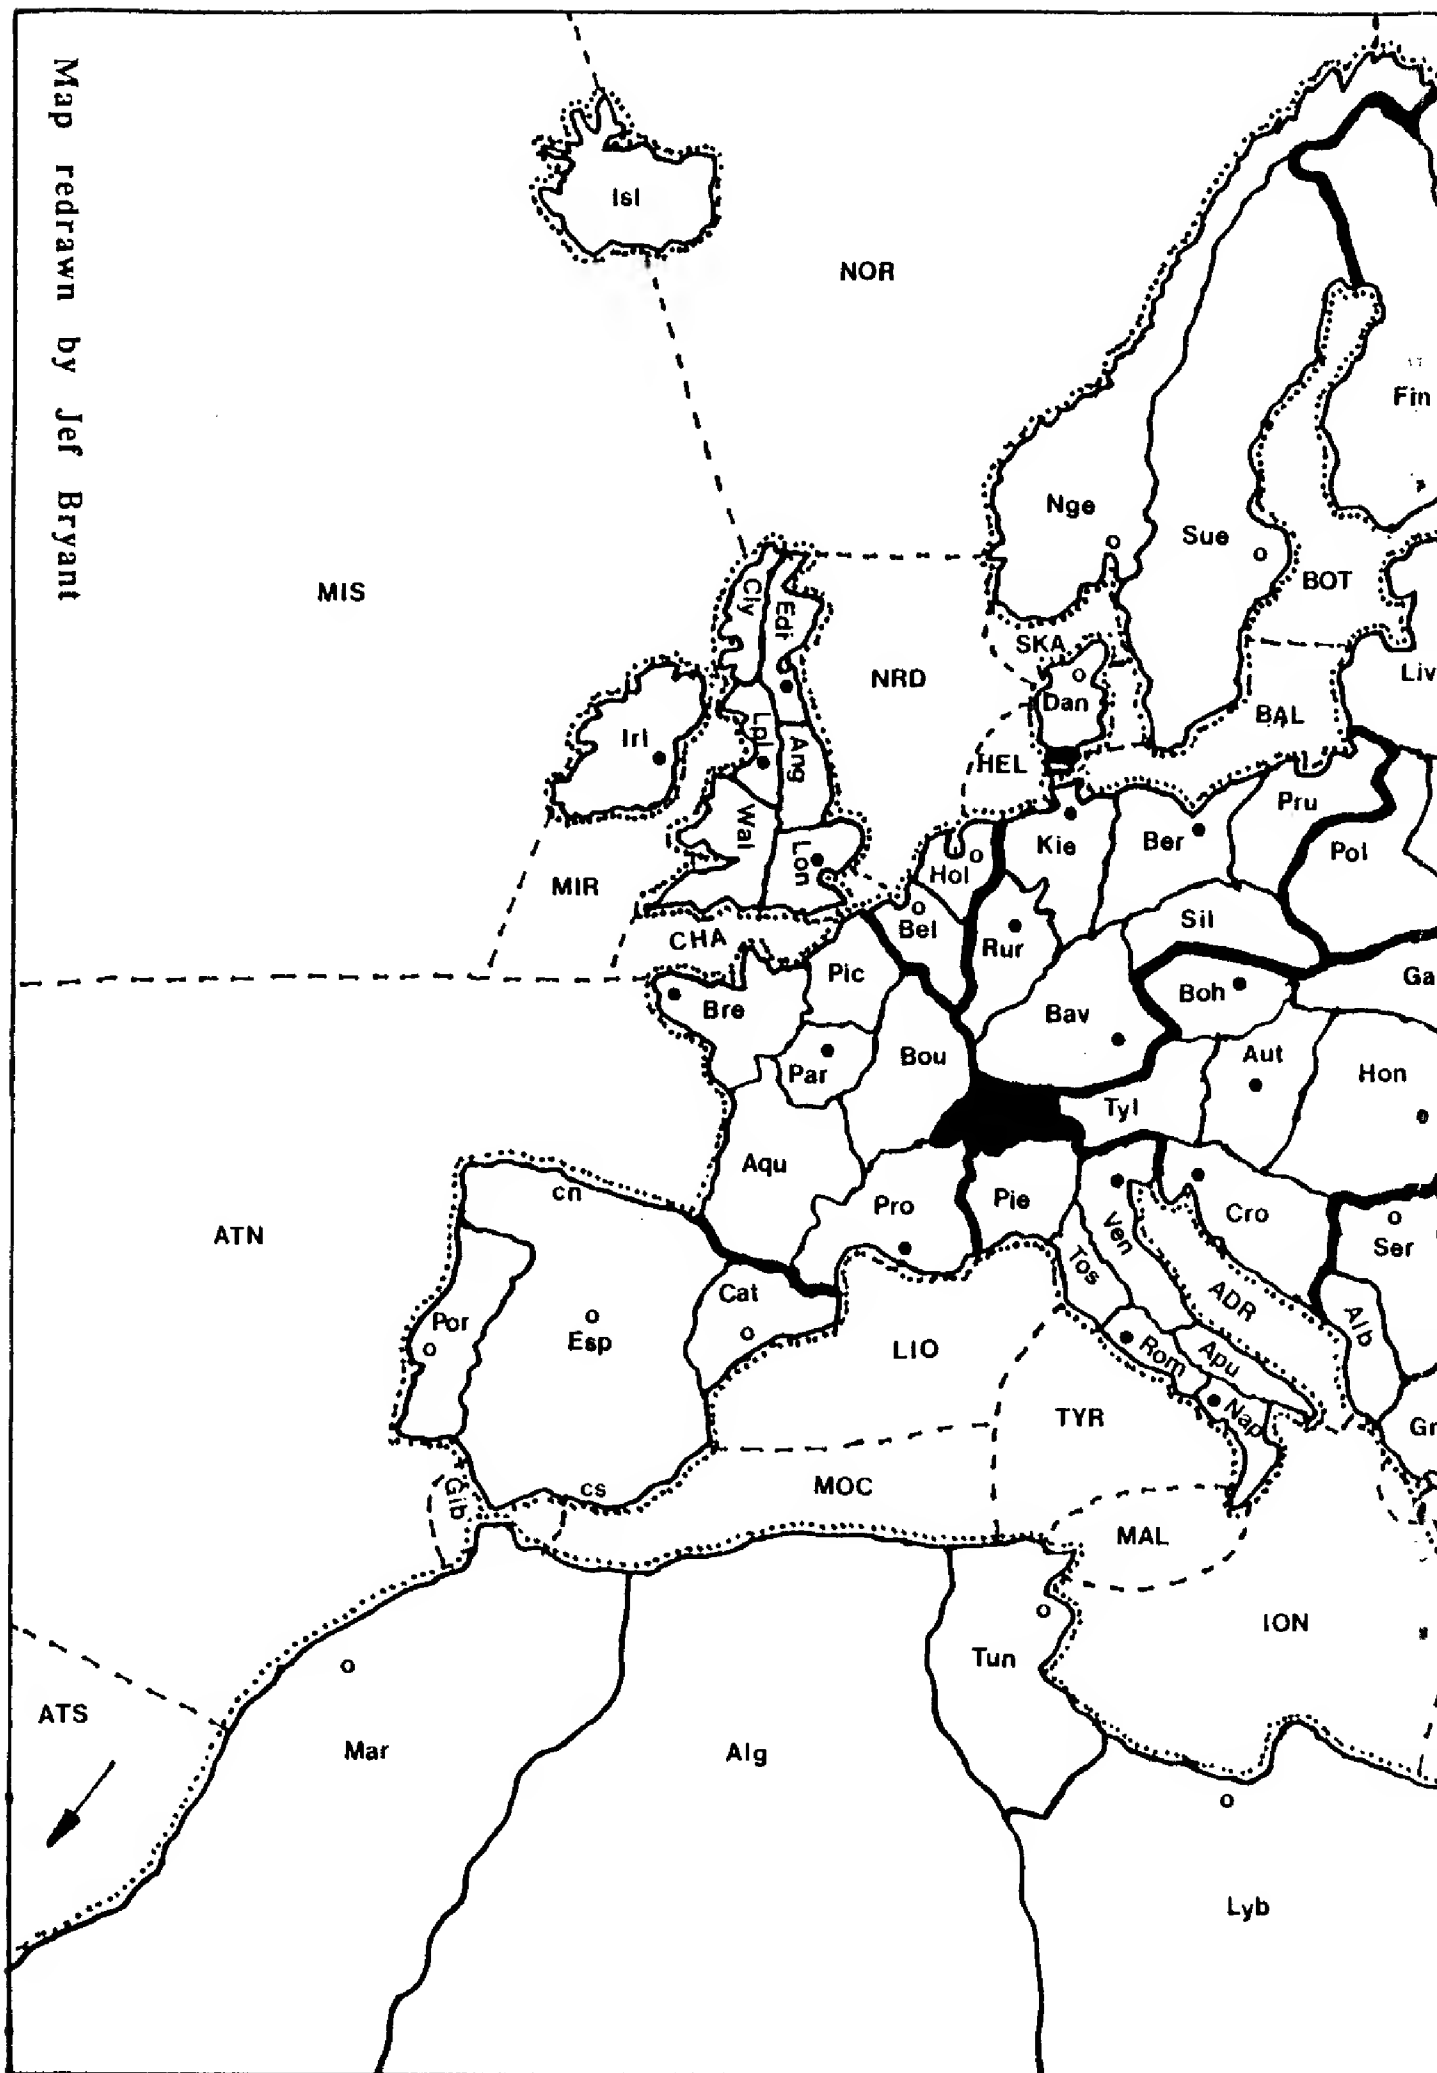 Map redrawn by Jef Bryant
Isl
NOR
Fin
Nge
Sue
BOT
MIS
Cly
Edi
SKA
NRD
Liv
Dan
BAL
Irl
Lpl
Ang
HEL
Pru
Wal
Lon
Kie
Ber
Pol
MIR
Hol
Sil
Bel
CHA
Rur
Pic
Ga
Boh
Bre
Bav
Par
Bou
Aut
Hon
Tyl
Aqu
cn
Pro
Pie
Ven
Cro
ATN
Ser
Tos
Cat
ADR
Por
Esp
Alb
LIO
Rom
Apu
TYR
Nap
Gr
Gib
cs
MOC
MAL
ION
Tun
ATS
Mar
Alg
Lyb